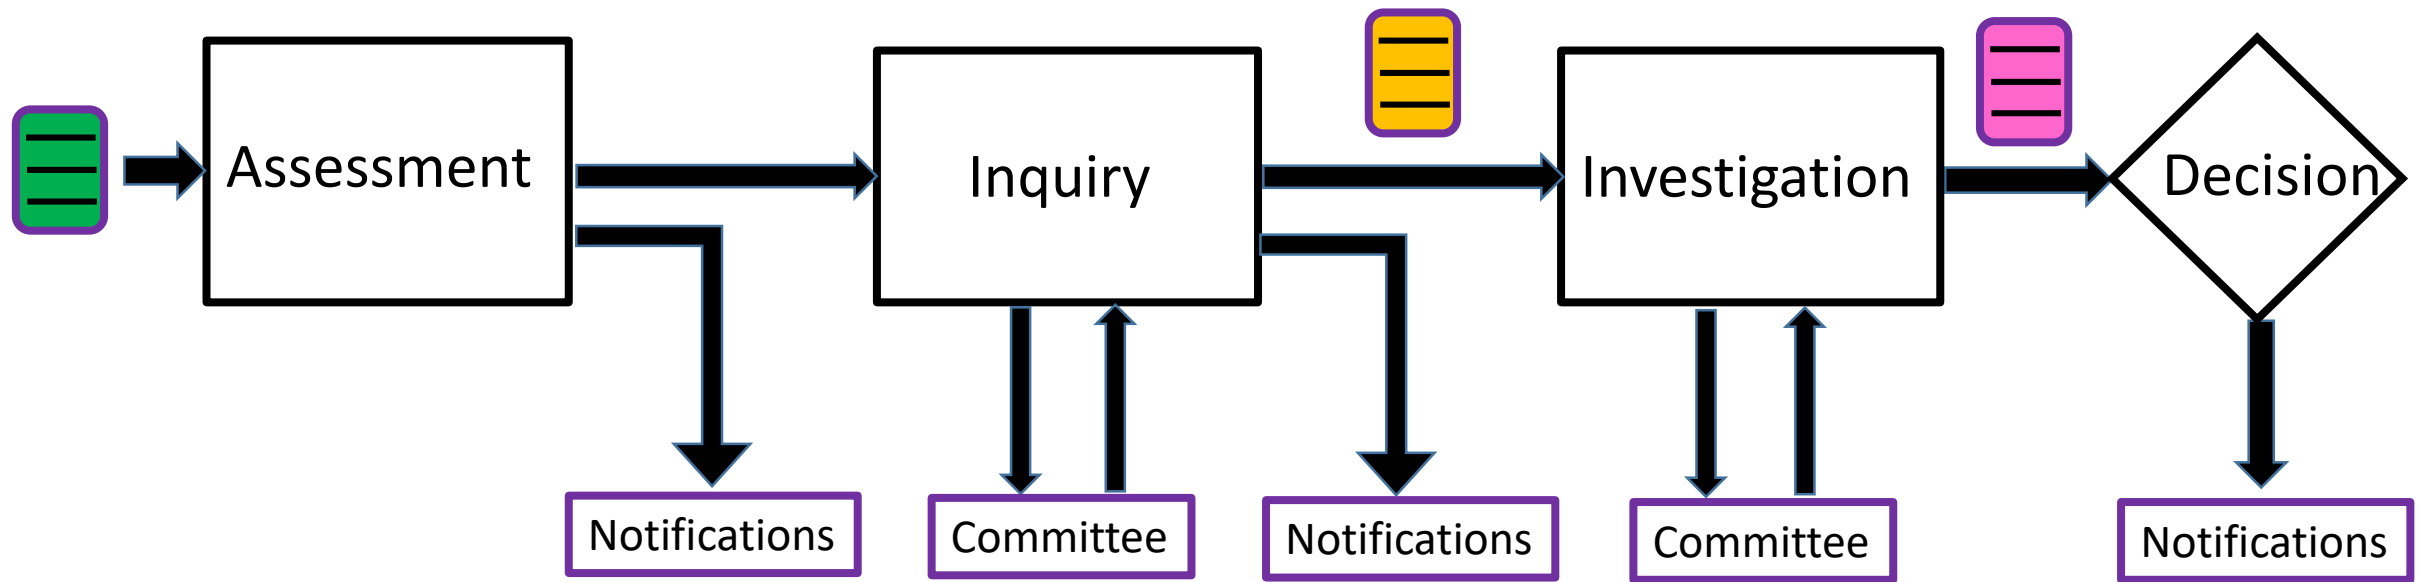 Assessment
Inquiry
Investigation
Decision
Notifications
Committee
Notifications
Committee
Notifications